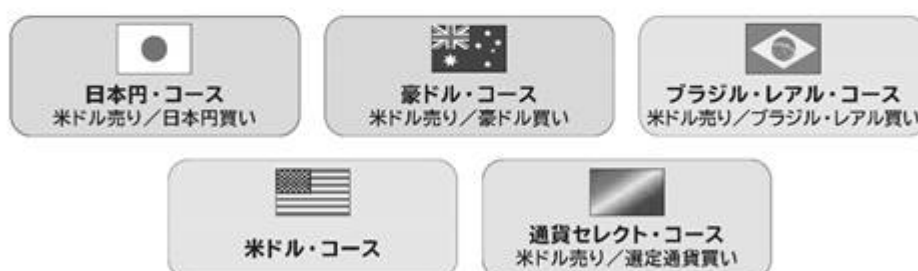 日本円・コース
米ドル売り／日本円買い
豪ドル・コース
米ドル売り／豪ドル買い
ブラジル・レアル・コース
米ドル売り／ブラジル・レアル買い
米ドル・コース
通貨セレクト・コース
米ドル売り／選定通貨買い